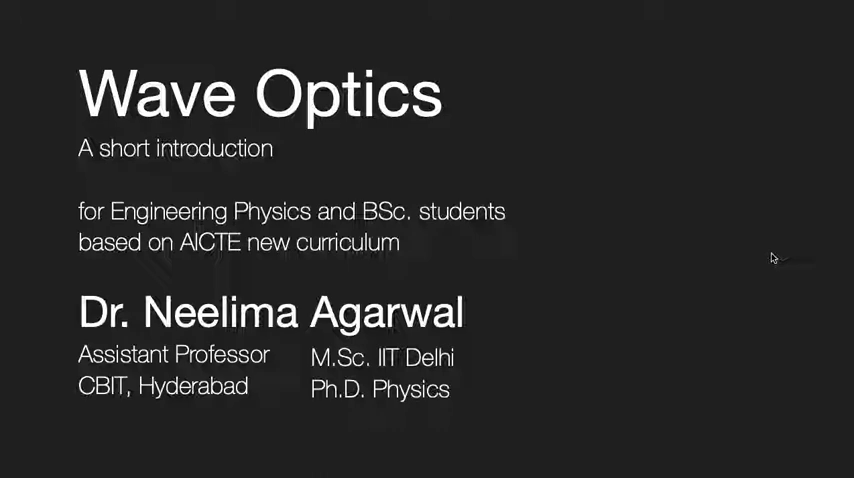 Wave Optics
A short introduction
for Engineering Physics and BSc. students
based on AICTE new curriculum
Dr. Neelima Agarwal
Assistant Professor
CBIT, Hyderabad
M.Sc. IIT Delhi
Ph.D. Physics